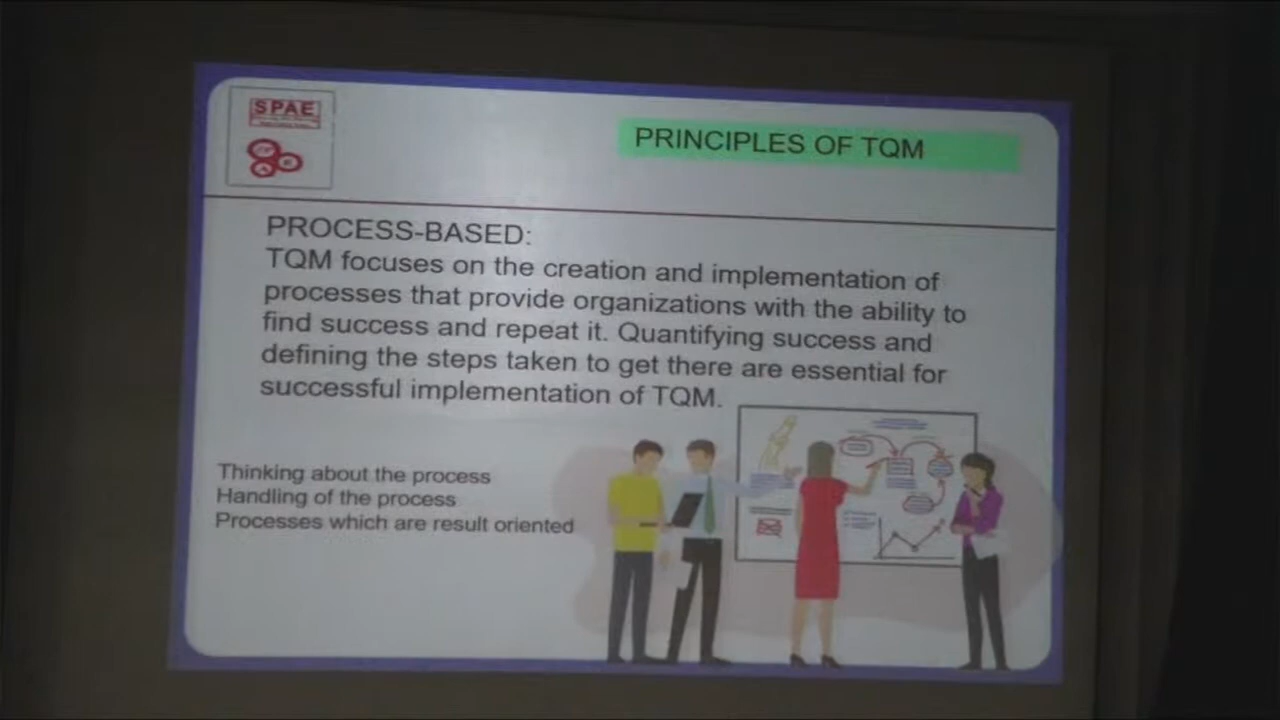 SPAE
PRINCIPLES OF TQM
PROCESS-BASED:
TQM focuses on the creation and implementation of
processes that provide organizations with the ability to
find success and repeat it. Quantifying success and
defining the steps taken to get there are essential for
successful implementation of TQM.
Thinking about the process
Handling of the process
Processes which are result oriented